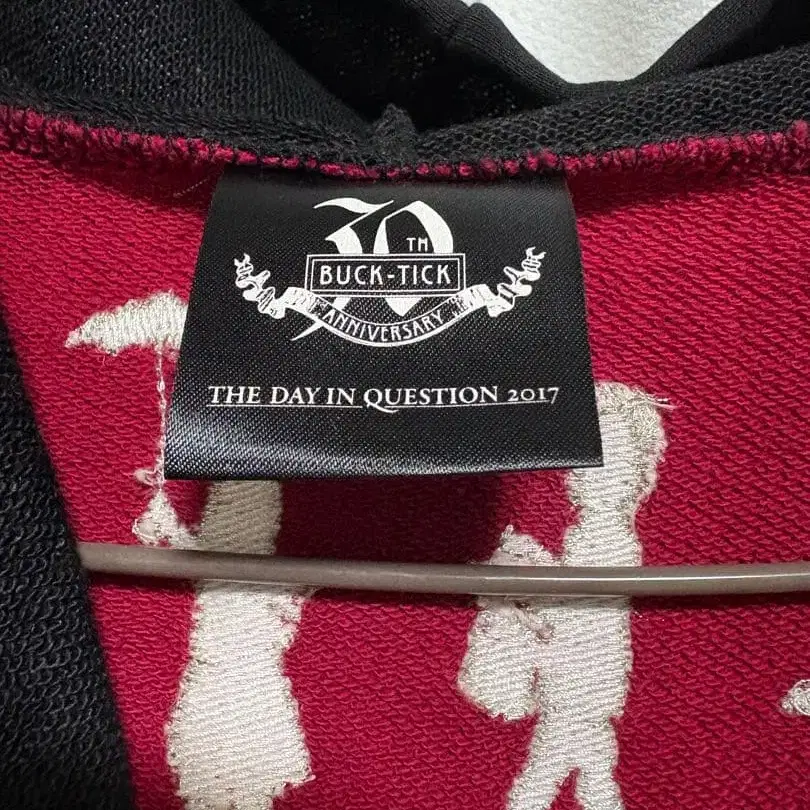 30TH
BUCK-TICK
ANNIVERSARY
THE DAY IN QUESTION 2017